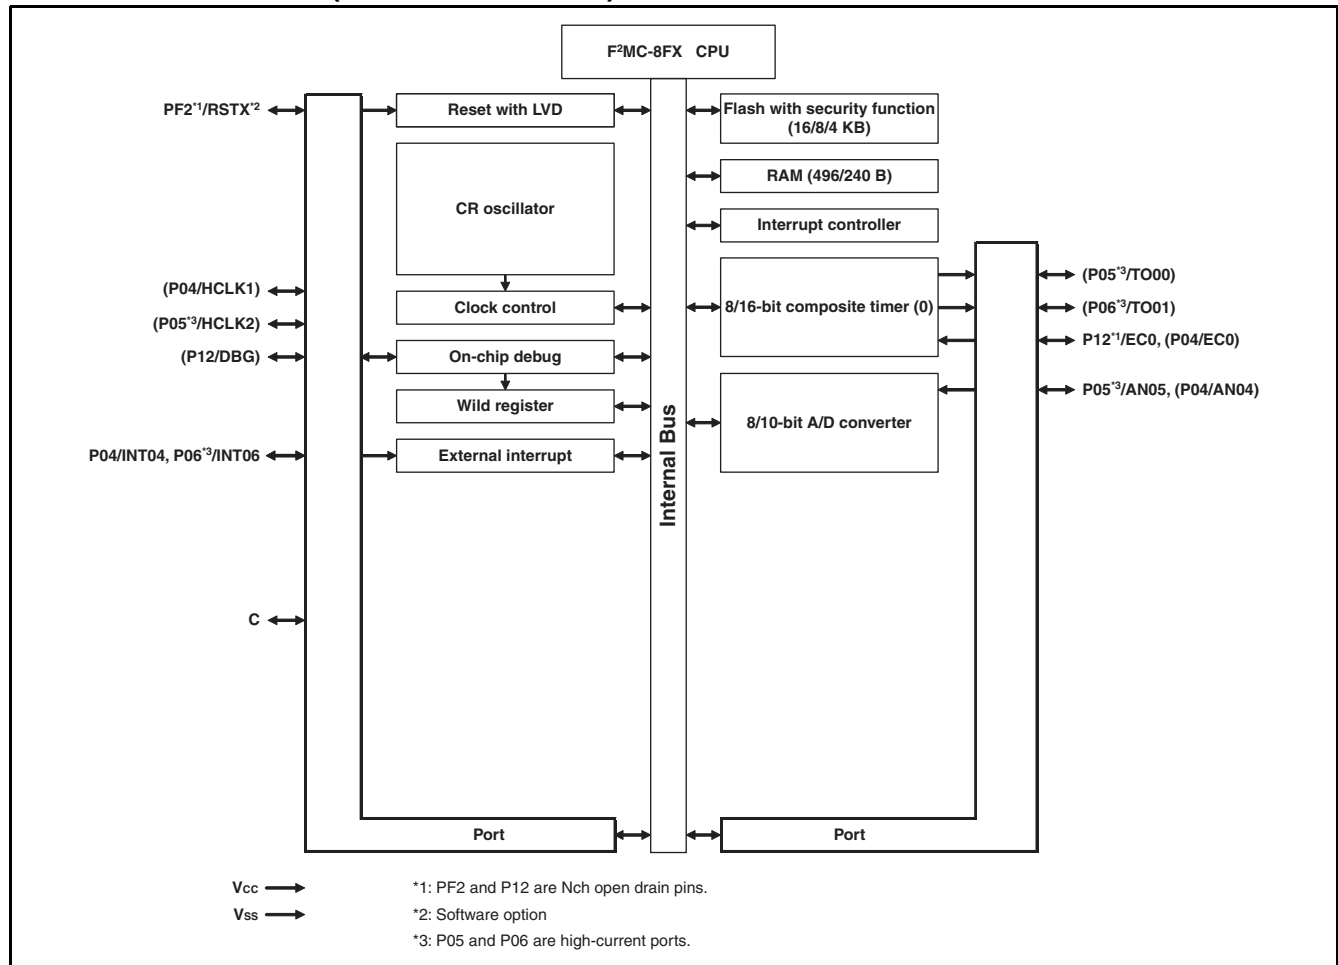 F²MC-8FX CPU
PF2*1/RSTX*2
Reset with LVD
Flash with security function
(16/8/4 KB)
RAM (496/240 B)
CR oscillator
Interrupt controller
(P04/HCLK1)
(P05*3/HCLK2)
(P12/DBG)
Clock control
8/16-bit composite timer (0)
(P05*3/TO00)
(P06*3/TO01)
P12*1/EC0, (P04/EC0)
On-chip debug
Wild register
8/10-bit A/D converter
P05*3/AN05, (P04/AN04)
P04/INT04, P06*3/INT06
External interrupt
Internal Bus
C
Port
Port
Vcc
*1: PF2 and P12 are Nch open drain pins.
Vss
*2: Software option
*3: P05 and P06 are high-current ports.